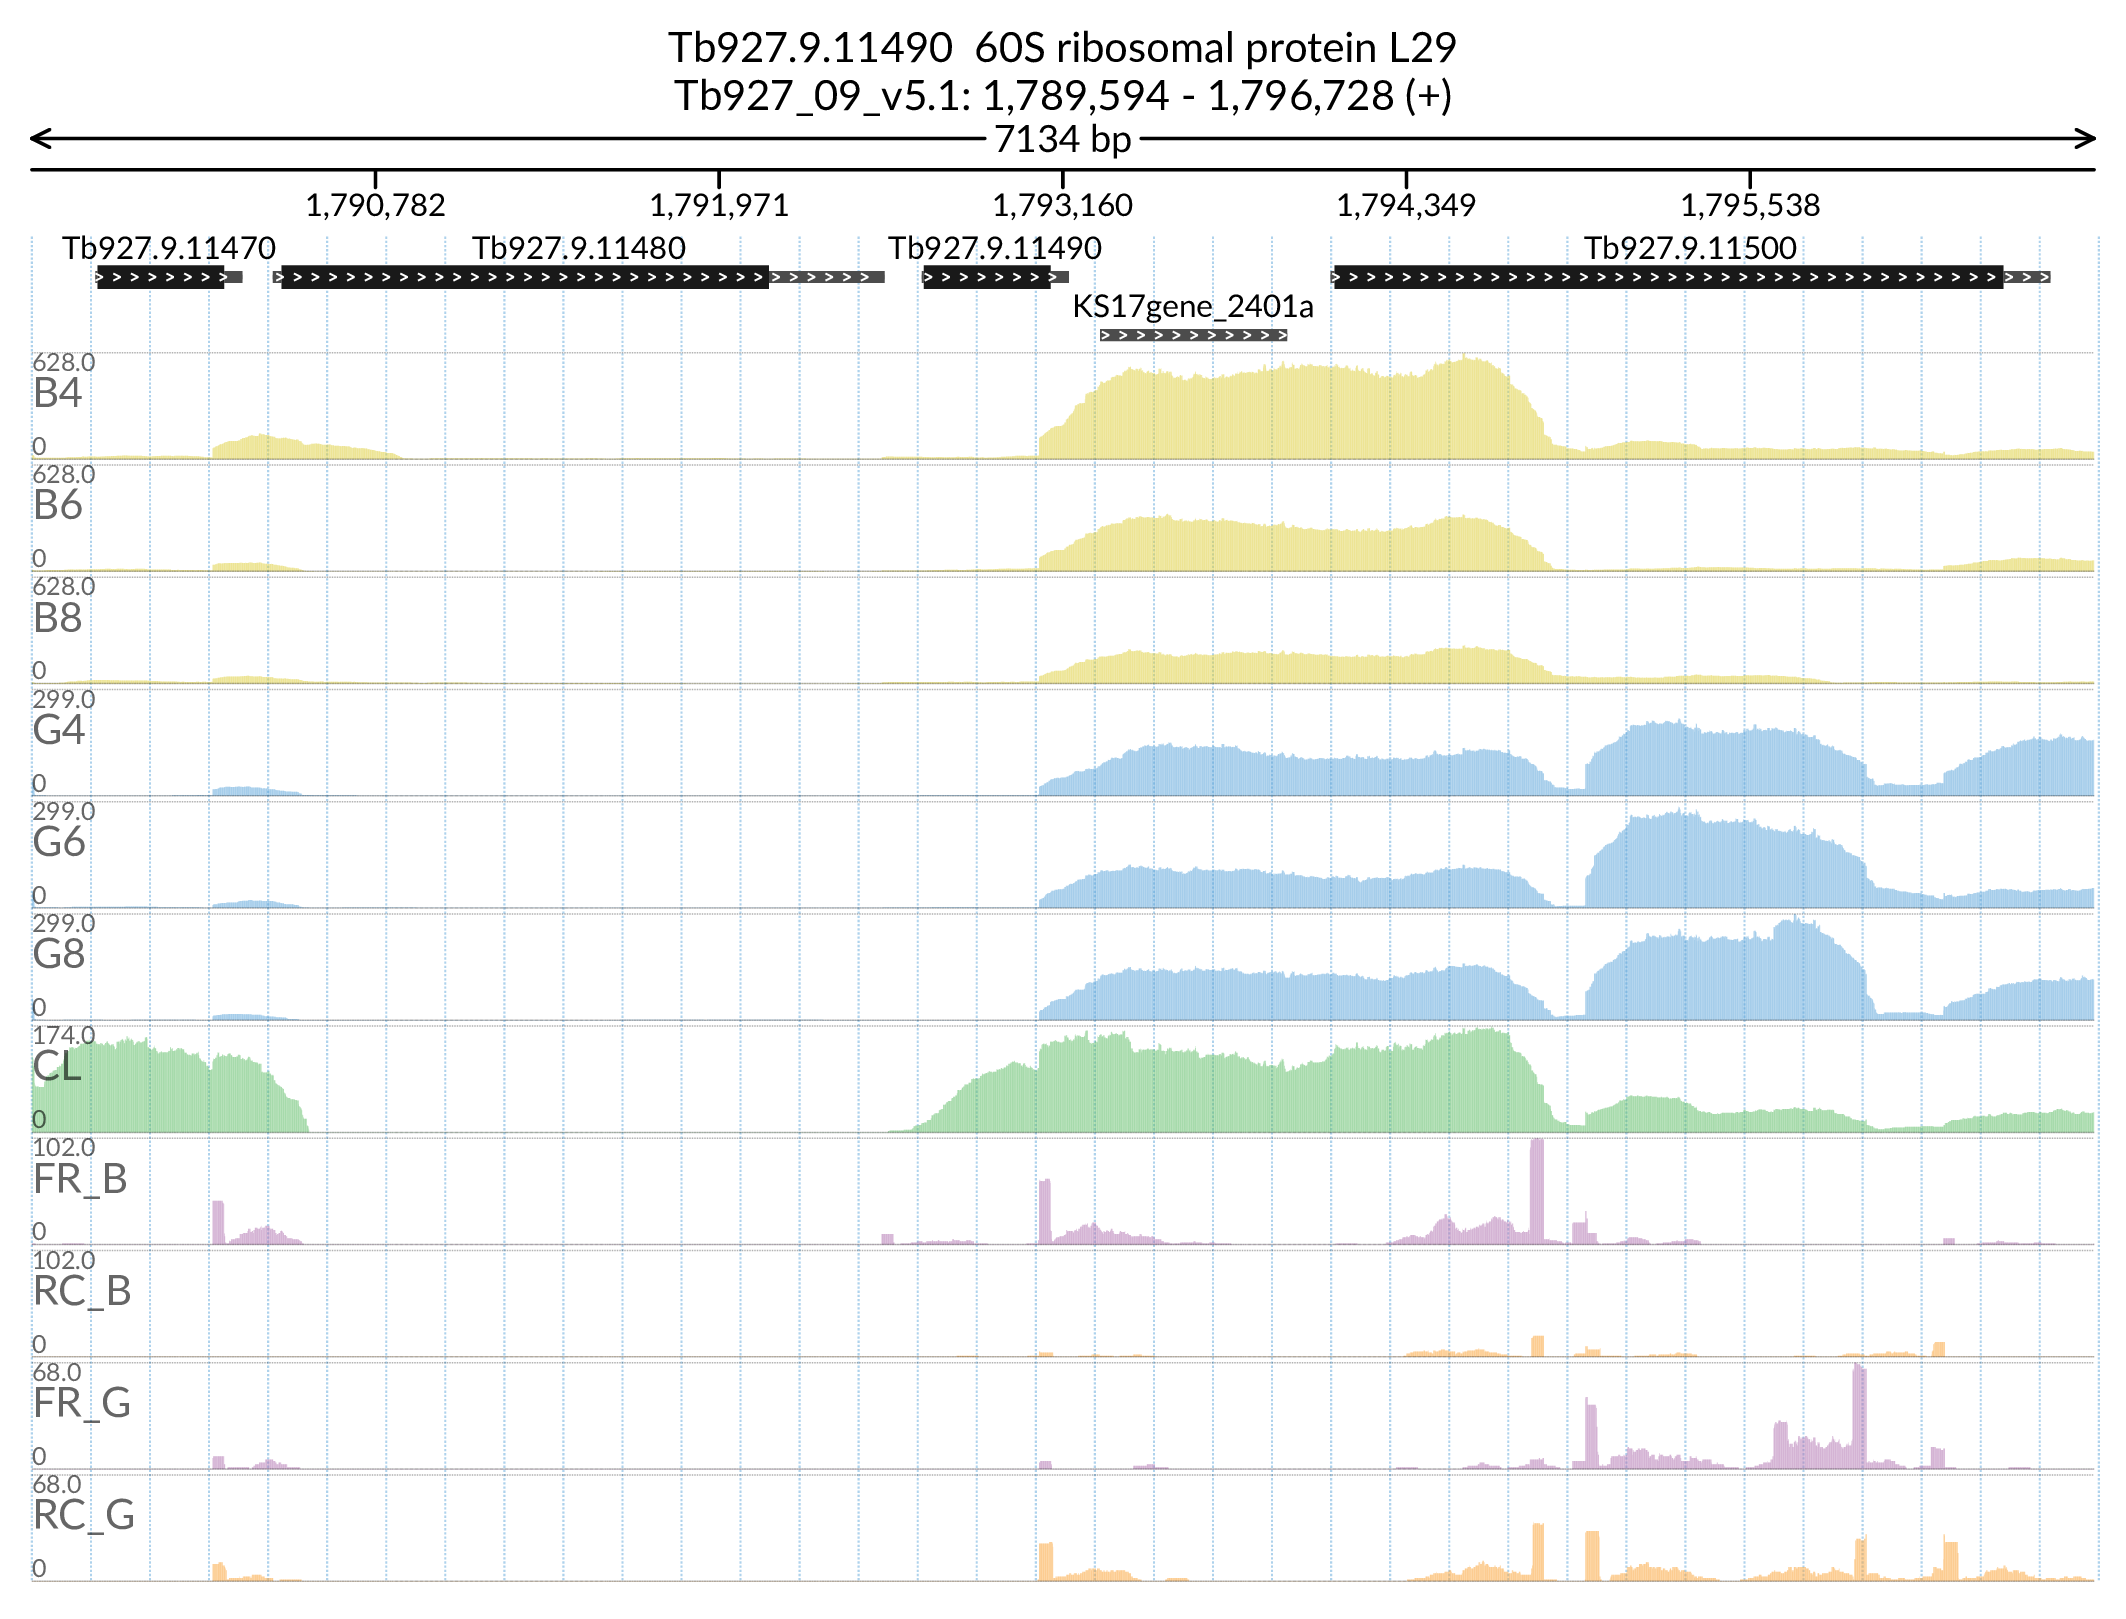 Tb927.9.11490  60S ribosomal protein L29
Tb927_09_v5.1: 1,789,594 - 1,796,728 (+)
7134 bp
1,790,782 1,791,971 1,793,160 1,794,349 1,795,538
Tb927.9.11470 Tb927.9.11480 Tb927.9.11490 Tb927.9.11500
KS17gene_2401a
628.0
B4
0
628.0
B6
0
628.0
B8
0
299.0
G4
0
299.0
G6
0
299.0
G8
0
174.0
CL
0
102.0
FR_B
0
102.0
RC_B
0
68.0
FR_G
0
68.0
RC_G
0